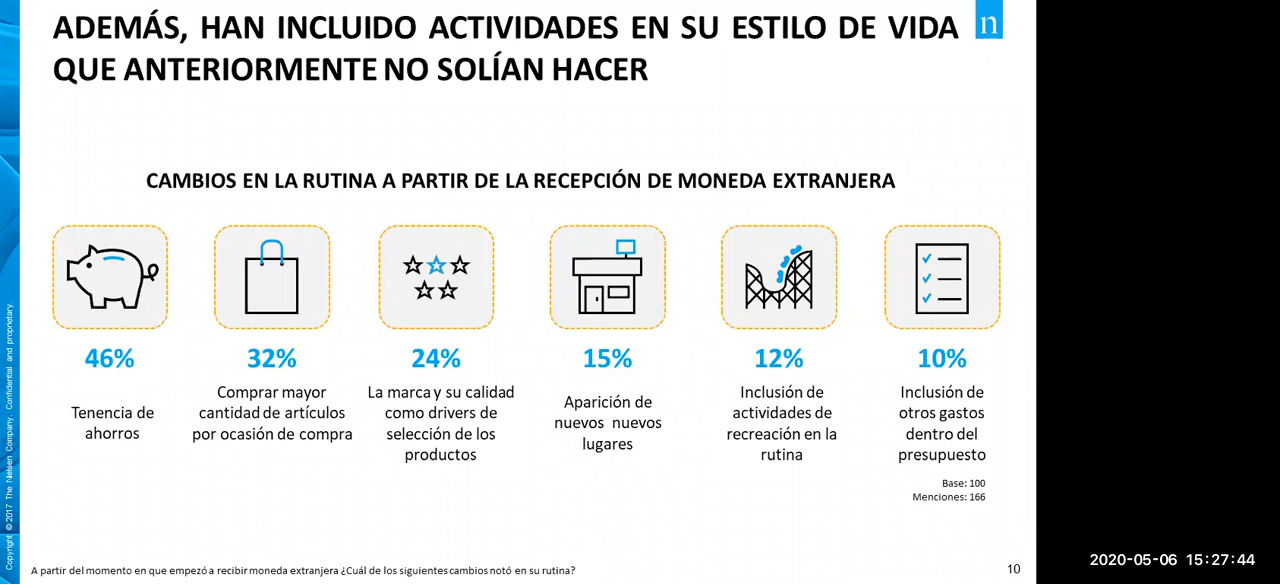 ADEMÁS, HAN INCLUIDO ACTIVIDADES EN SU ESTILO DE VIDA
QUE ANTERIORMENTE NO SOLÍAN HACER
n
CAMBIOS EN LA RUTINA A PARTIR DE LA RECEPCIÓN DE MONEDA EXTRANJERA
46%
Tenencia de
ahorros
32%
Comprar mayor
cantidad de artículos
por ocasión de compra
24%
La marca y su calidad
como drivers de
selección de los
productos
15%
Aparición de
nuevos nuevos
lugares
12%
Inclusión de
actividades de
recreación en la
rutina
10%
Inclusión de
otros gastos
dentro del
presupuesto
Base: 100
Menciones: 166
A partir del momento en que empezó a recibir moneda extranjera ¿Cuál de los siguientes cambios notó en su rutina?
10
Copyright © 2017 The Nielsen Company. Confidential and proprietary.
2020-05-06 15:27:44